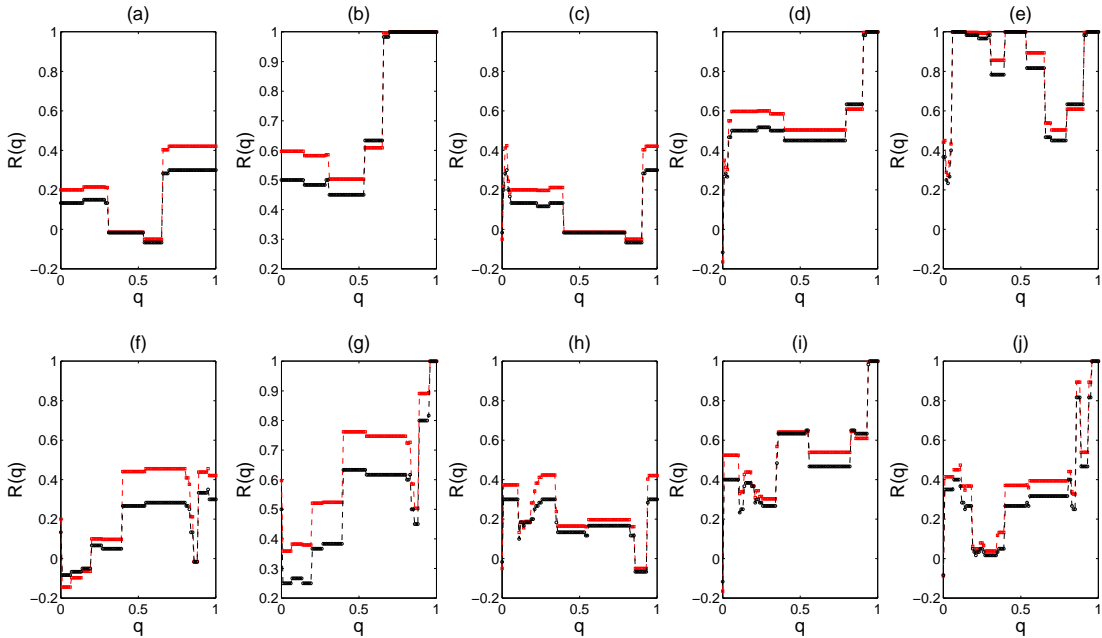 (a) (b) (c) (d) (e)
1 1 1 1 1
0.9
0.8 0.8 0.8 0.8 0.8
0.7
0.6 0.6 0.6 0.6 0.6
R(q) R(q) R(q) R(q) R(q)
0.5
0.4 0.4 0.4 0.4 0.4
0.2 0.2 0.2 0.2
0.3
0 0 0 0
−0.2 0.2 −0.2 −0.2 −0.2
0 0.5 1 0 0.5 1 0 0.5 1 0 0.5 1 0 0.5 1
q q q q q
(f) (g) (h) (i) (j)
1 1 1 1 1
0.9
0.8 0.8 0.8 0.8 0.8
0.7
0.6 0.6 0.6 0.6 0.6
R(q) R(q) R(q) R(q) R(q)
0.5
0.4 0.4 0.4 0.4 0.4
0.2 0.2 0.2 0.2
0.3
0 0 0 0
−0.2 0.2 −0.2 −0.2 −0.2
0 0.5 1 0 0.5 1 0 0.5 1 0 0.5 1 0 0.5 1
q q q q q